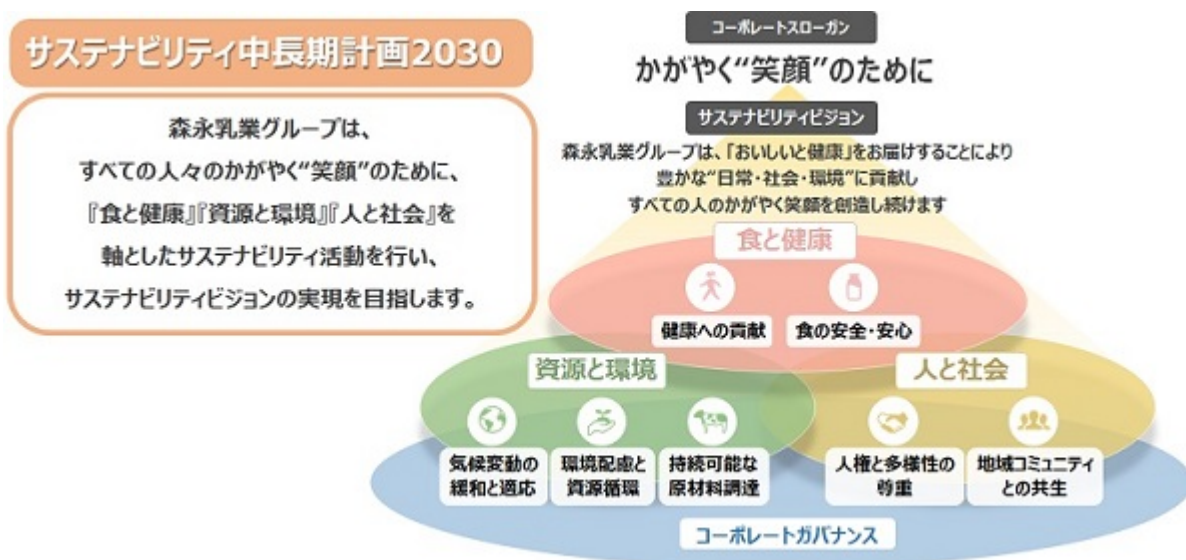 サステナビリティ中長期計画2030
森永乳業グループは、
すべての人々のかがやく“笑顔”のために、
『食と健康』『資源と環境』『人と社会』を
軸としたサステナビリティ活動を行い、
サステナビリティビジョンの実現を目指します。
コーポレートスローガン
かがやく“笑顔”のために
サステナビリティビジョン
森永乳業グループは、「おいしいと健康」をお届けすることにより
豊かな“日常・社会・環境”に貢献し
すべての人のかがやく笑顔を創造し続けます
食と健康
健康への貢献
食の安全・安心
資源と環境
気候変動の
緩和と適応
環境配慮と
資源循環
持続可能な
原材料調達
人と社会
人権と多様性の
尊重
地域コミュニティ
との共生
コーポレートガバナンス